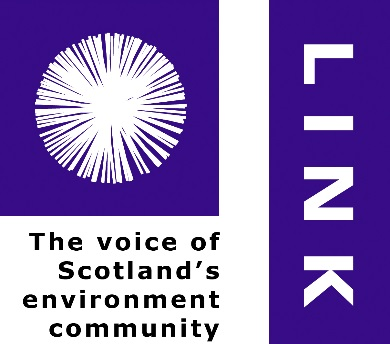 The voice of
Scotland's
environment
community
LINK